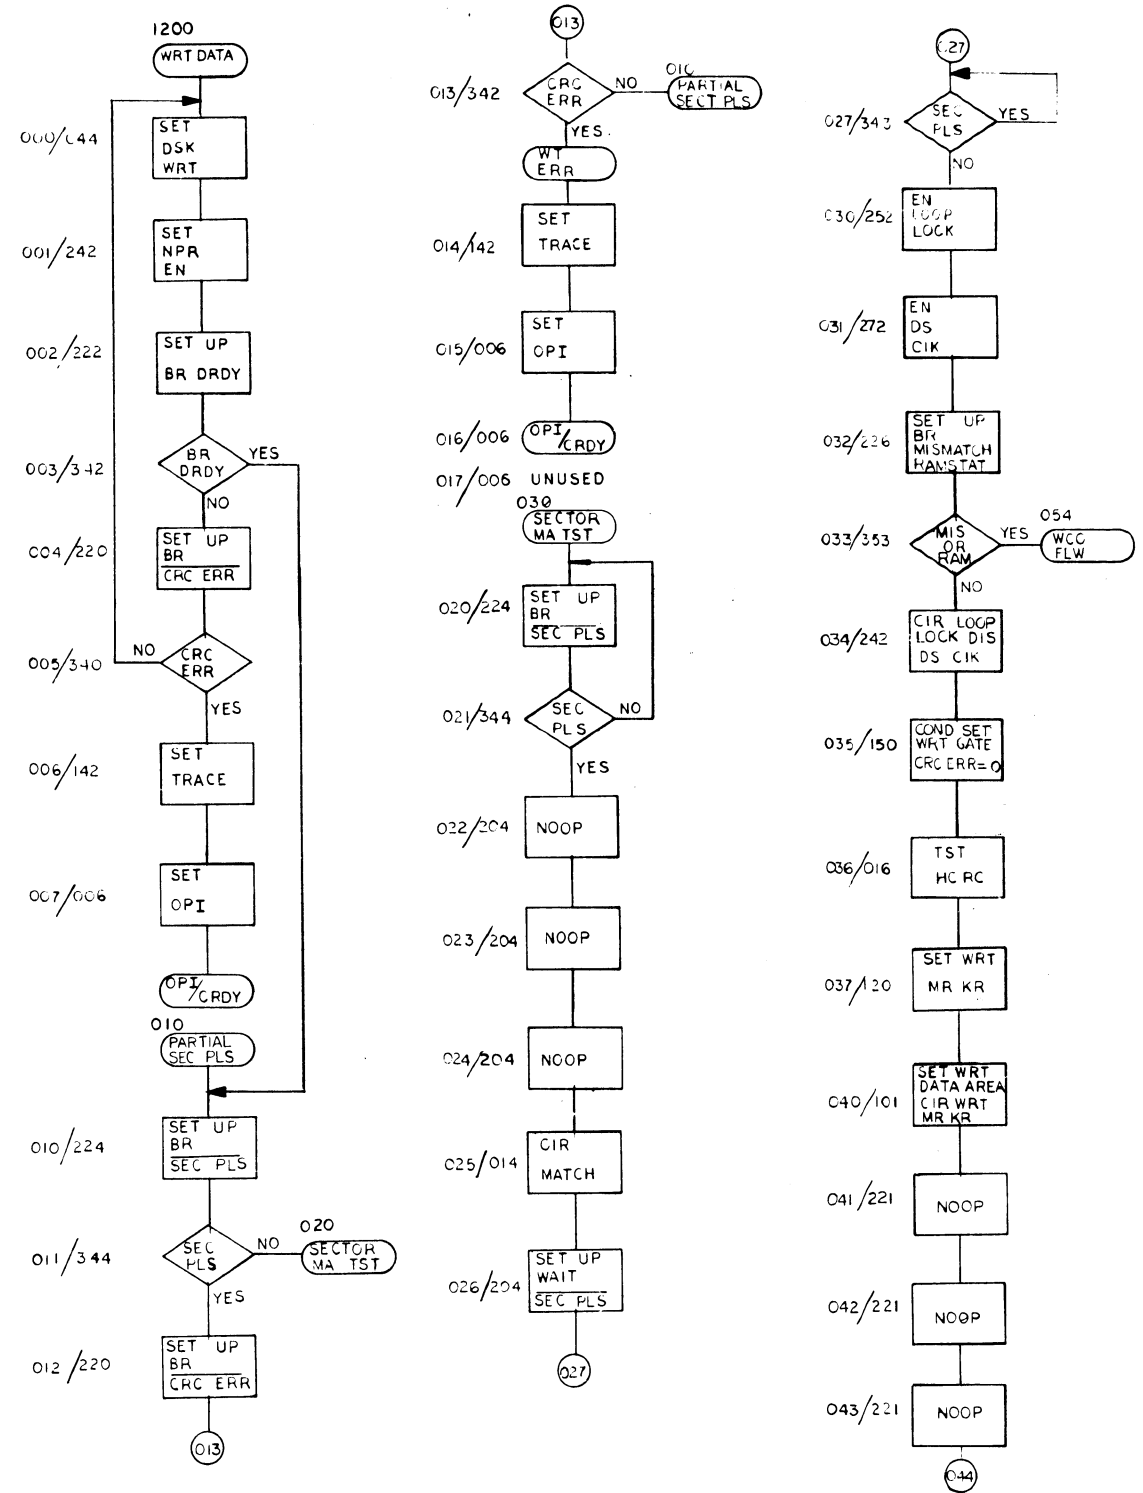 1200
WRT DATA
000/044
SET
DSK
WRT
001/242
SET
NPR
EN
002/222
SET UP
BR DRDY
003/342
BR
DRDY
YES
NO
004/220
SET UP
BR
CRC ERR
005/340
NO
CRC
ERR
YES
006/142
SET
TRACE
007/006
SET
OPI
OPI/CRDY
010
PARTIAL
SEC PLS
010/224
SET UP
BR
SEC PLS
011/344
SEC
PLS
NO
020
SECTOR
MA TST
YES
012/220
SET UP
BR
CRC ERR
013
013
013/342
CRC
ERR
NO
010
PARTIAL
SECT PLS
YES
WT
ERR
014/142
SET
TRACE
015/006
SET
OPI
016/006
OPI/CRDY
017/006 UNUSED
030
SECTOR
MA TST
020/224
SET UP
BR
SEC PLS
021/344
SEC
PLS
NO
YES
022/204
NOOP
023/204
NOOP
024/204
NOOP
025/014
CIR
MATCH
026/204
SET UP
WAIT
SEC PLS
027
027
027/343
SEC
PLS
YES
NO
030/252
EN
LOOP
LOCK
031/272
EN
DS
CIK
032/226
SET UP
BR
MISMATCH
RAMSTAT
033/353
MIS
OR
RAM
YES
054
WCC
FLW
NO
034/242
CIR LOOP
LOCK DIS
DS CIK
035/150
COND SET
WRT GATE
CRC ERR=0
036/016
TST
HCRC
037/120
SET WRT
MR KR
040/101
SET WRT
DATA AREA
CIR WRT
MR KR
041/221
NOOP
042/221
NOOP
043/221
NOOP
044